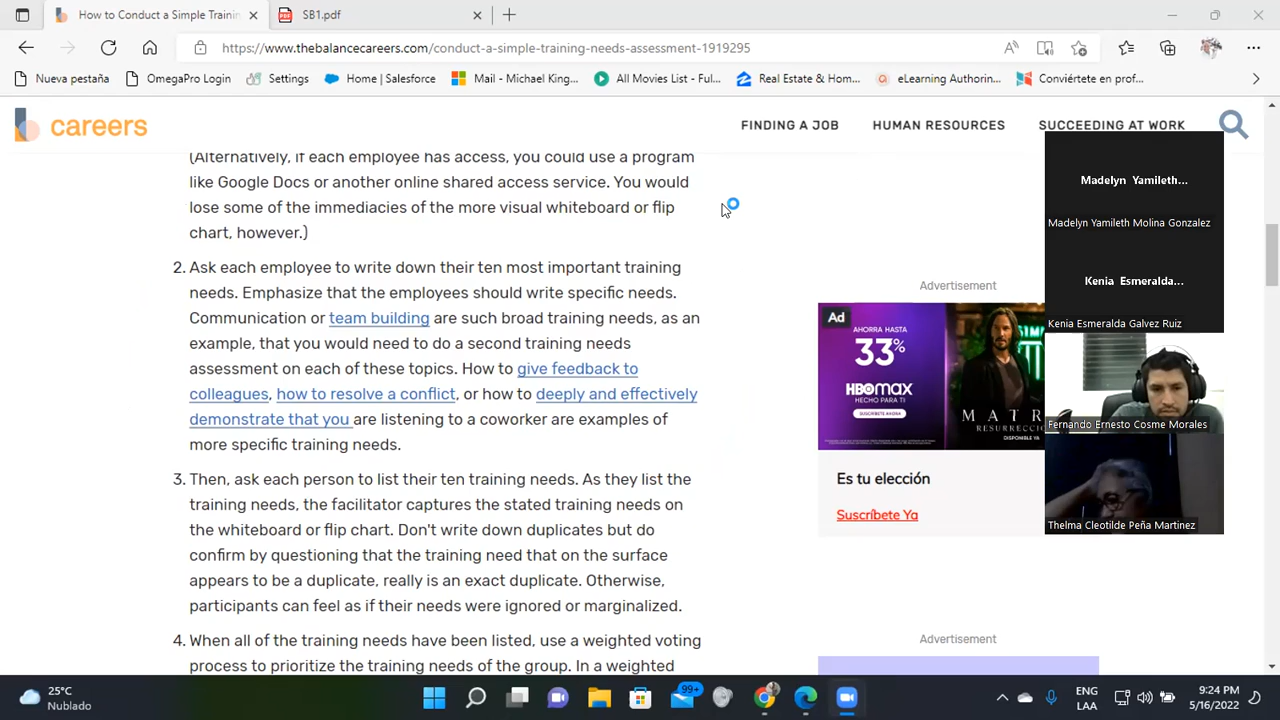 How to Conduct a Simple Trainin
SB1.pdf
https://www.thebalancecareers.com/conduct-a-simple-training-needs-assessment-1919295
Nueva pestaña
OmegaPro Login
Settings
Home | Salesforce
Mail - Michael King...
All Movies List - Ful...
Real Estate & Hom...
eLearning Authorin...
Conviértete en prof...
careers
FINDING A JOB
HUMAN RESOURCES
SUCCEEDING AT WORK
(Alternatively, if each employee has access, you could use a program
like Google Docs or another online shared access service. You would
lose some of the immediacies of the more visual whiteboard or flip
chart, however.)
2. Ask each employee to write down their ten most important training
needs. Emphasize that the employees should write specific needs.
Communication or team building are such broad training needs, as an
example, that you would need to do a second training needs
assessment on each of these topics. How to give feedback to
colleagues, how to resolve a conflict, or how to deeply and effectively
demonstrate that you are listening to a coworker are examples of
more specific training needs.
3. Then, ask each person to list their ten training needs. As they list the
training needs, the facilitator captures the stated training needs on
the whiteboard or flip chart. Don't write down duplicates but do
confirm by questioning that the training need that on the surface
appears to be a duplicate, really is an exact duplicate. Otherwise,
participants can feel as if their needs were ignored or marginalized.
4. When all of the training needs have been listed, use a weighted voting
process to prioritize the training needs of the group. In a weighted
Advertisement
Ad
AHORA HASTA
33%
HBOMAX
HECHO PARA TI
SUSCRÍBETE AHORA
MATR
RESURRECCI
DISPONIBLE YA
Es tu elección
Suscríbete Ya
Advertisement
Madelyn Yamileth...
Madelyn Yamileth Molina Gonzalez
Kenia Esmeralda...
Kenia Esmeralda Galvez Ruiz
Fernando Ernesto Cosme Morales
Thelma Cleotilde Peña Martinez
25°C
Nublado
99+
ENG
LAA
9:24 PM
5/16/2022